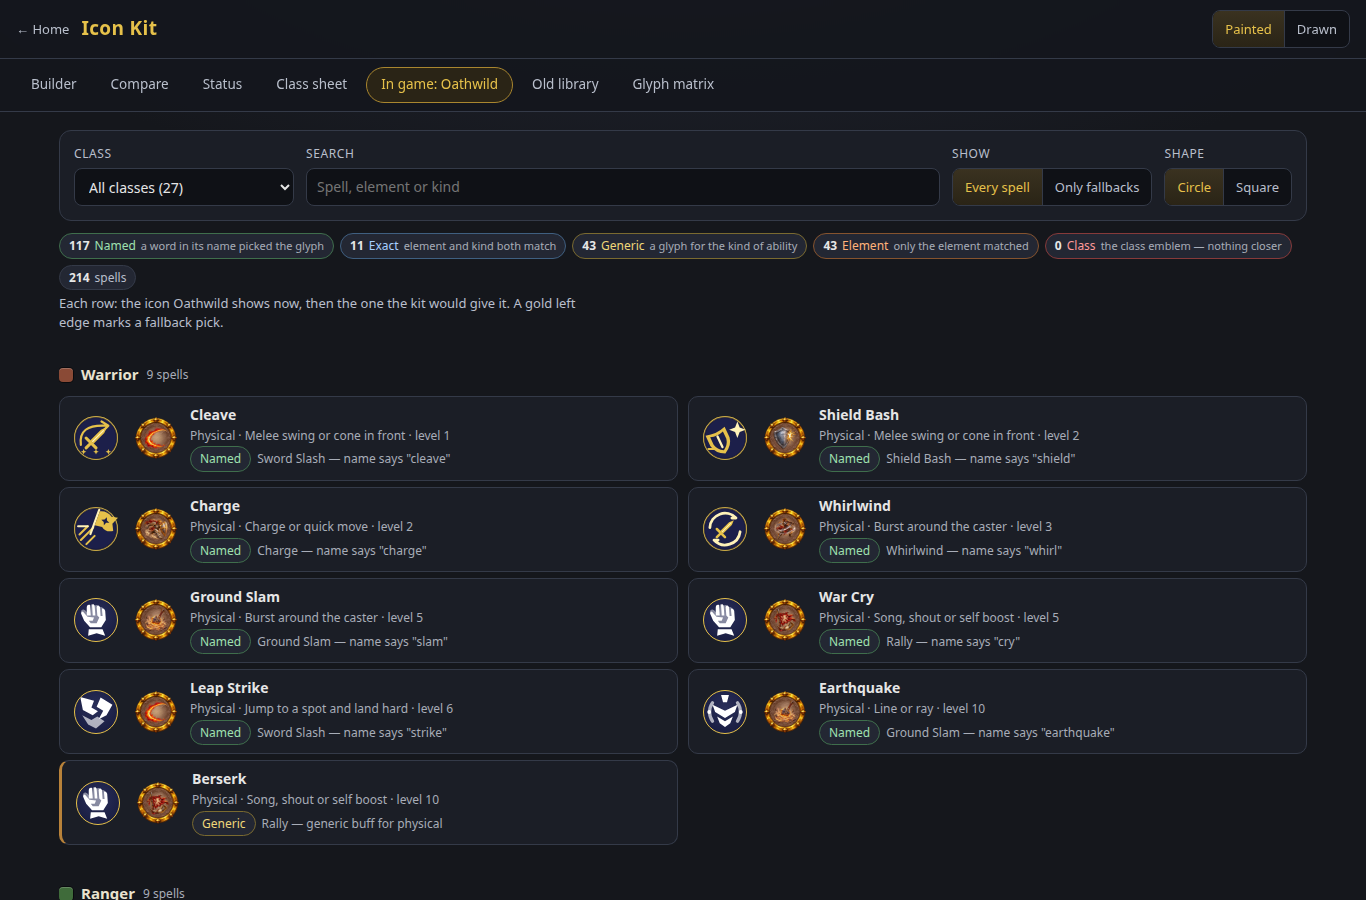 ← Home Icon Kit Painted Drawn
Builder Compare Status Class sheet In game: Oathwild Old library Glyph matrix
CLASS SEARCH SHOW SHAPE
All classes (27) Spell, element or kind Every spell Only fallbacks Circle Square
117 Named a word in its name picked the glyph 11 Exact element and kind both match 43 Generic a glyph for the kind of ability 43 Element only the element matched 0 Class the class emblem — nothing closer
214 spells
Each row: the icon Oathwild shows now, then the one the kit would give it. A gold left
edge marks a fallback pick.
Warrior 9 spells
Cleave
Physical · Melee swing or cone in front · level 1
Named Sword Slash — name says "cleave"
Shield Bash
Physical · Melee swing or cone in front · level 2
Named Shield Bash — name says "shield"
Charge
Physical · Charge or quick move · level 2
Named Charge — name says "charge"
Whirlwind
Physical · Burst around the caster · level 3
Named Whirlwind — name says "whirl"
Ground Slam
Physical · Burst around the caster · level 5
Named Ground Slam — name says "slam"
War Cry
Physical · Song, shout or self boost · level 5
Named Rally — name says "cry"
Leap Strike
Physical · Jump to a spot and land hard · level 6
Named Sword Slash — name says "strike"
Earthquake
Physical · Line or ray · level 10
Named Ground Slam — name says "earthquake"
Berserk
Physical · Song, shout or self boost · level 10
Generic Rally — generic buff for physical
Ranger 9 spells